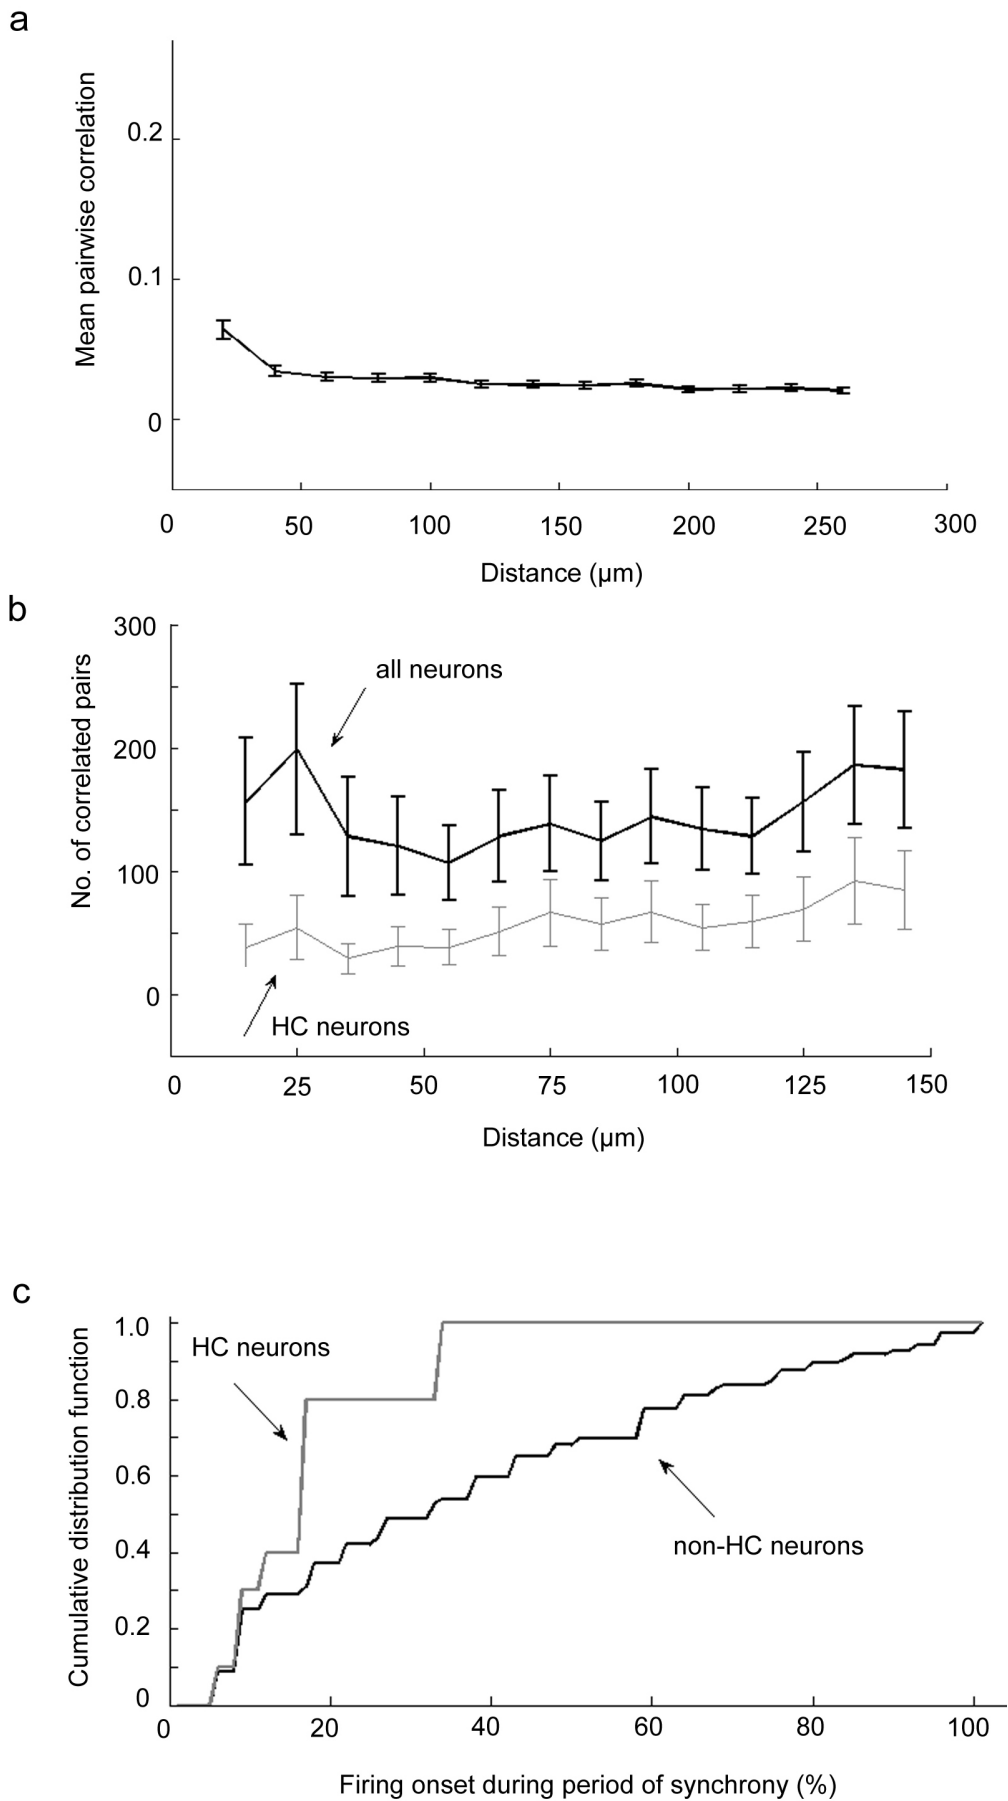 a
Mean pairwise correlation
0.2
0.1
0
0 50 100 150 200 250 300
Distance (µm)
b
No. of correlated pairs
300
200
100
0
all neurons
HC neurons
0 25 50 75 100 125 150
Distance (µm)
c
Cumulative distribution function
1.0
0.8
0.6
0.4
0.2
0
HC neurons
non-HC neurons
0 20 40 60 80 100
Firing onset during period of synchrony (%)